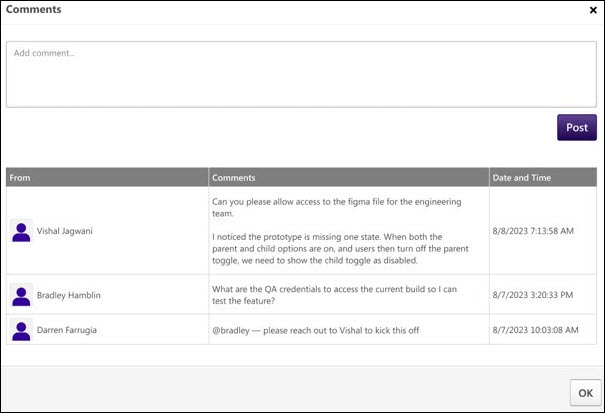 Comments
Add comment...
Post
From Comments Date and Time
Can you please allow access to the figma file for the engineering
team.
I noticed the prototype is missing one state. When both the
parent and child options are on, and users then turn off the parent
toggle, we need to show the child toggle as disabled.
Vishal Jagwani
8/8/2023 7:13:58 AM
Bradley Hamblin
What are the QA credentials to access the current build so I can
test the feature?
8/7/2023 3:20:33 PM
Darren Farrugia
@bradley — please reach out to Vishal to kick this off
8/7/2023 10:03:08 AM
OK